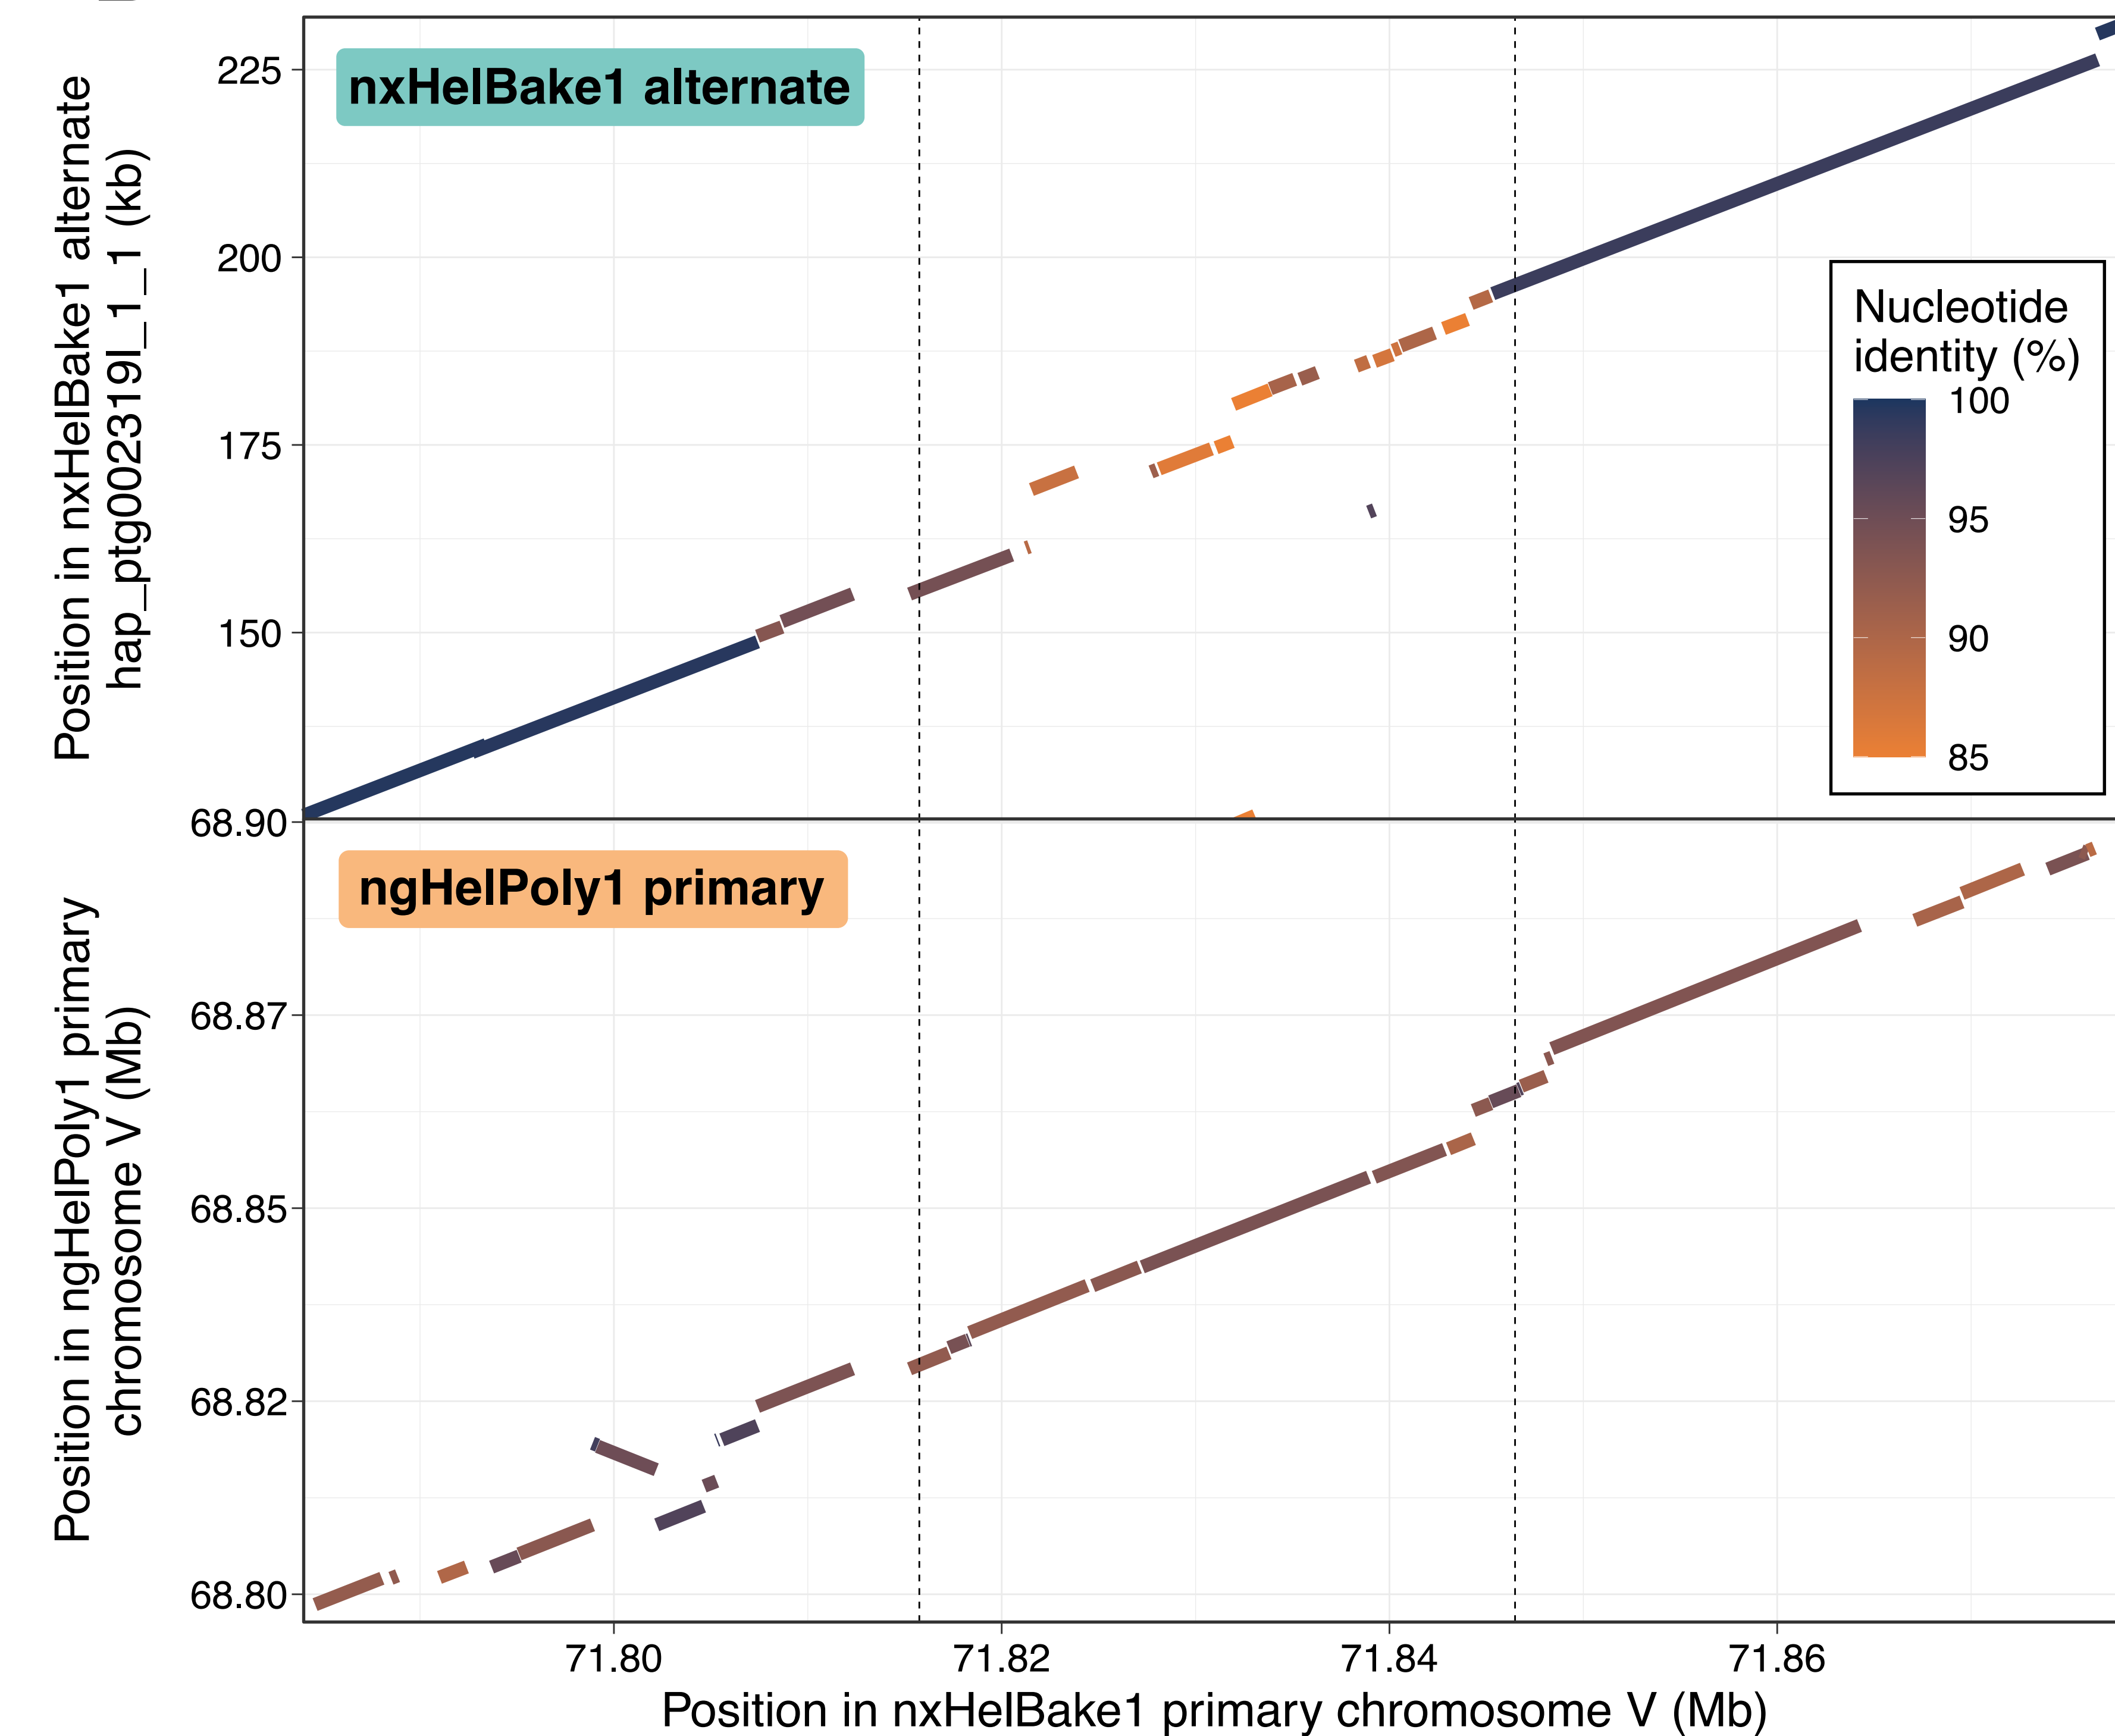 Position in nxHelBake1 alternate
hap_ptg002319l_1_1 (kb)
225
200
175
150
nxHelBake1 alternate
Nucleotide
identity (%)
100
95
90
85
Position in ngHelPoly1 primary
chromosome V (Mb)
68.90
68.87
68.85
68.82
68.80
ngHelPoly1 primary
71.80
71.82
71.84
71.86
Position in nxHelBake1 primary chromosome V (Mb)